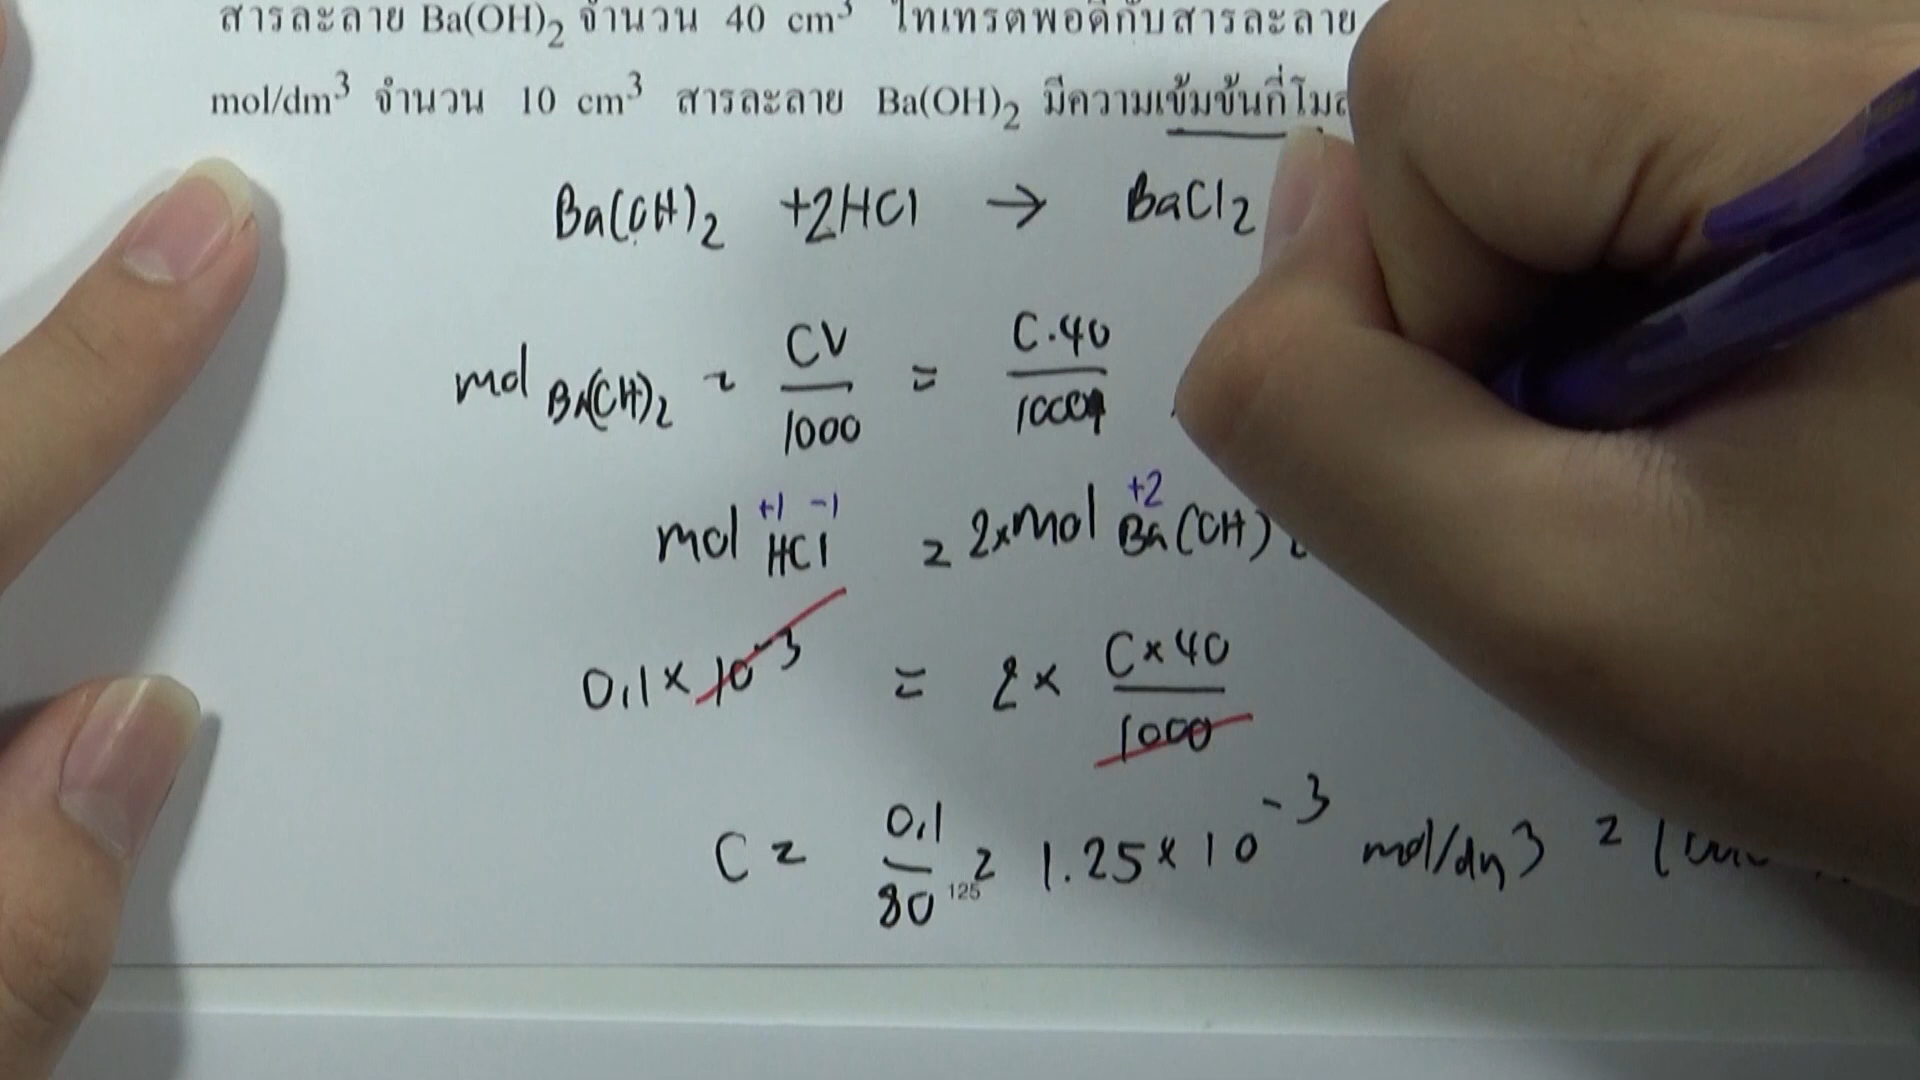 สารละลาย Ba(OH)₂ จำนวน 40 cm³ ไทเทรตพอดีกับสารละลาย
mol/dm³ จำนวน 10 cm³ สารละลาย Ba(OH)₂ มีความเข้มข้นกี่โมล
Ba(OH)₂ +2HCl → BaCl₂
mol Ba(OH)₂ = CV/1000 = C·40/1000
+1 -1 +2
mol HCl = 2×mol Ba(OH)₂
0.1 × 10⁻³ = 2 × C×40/1000
C = 0.1/80 = 1.25 × 10⁻³ mol/dm³ =
125